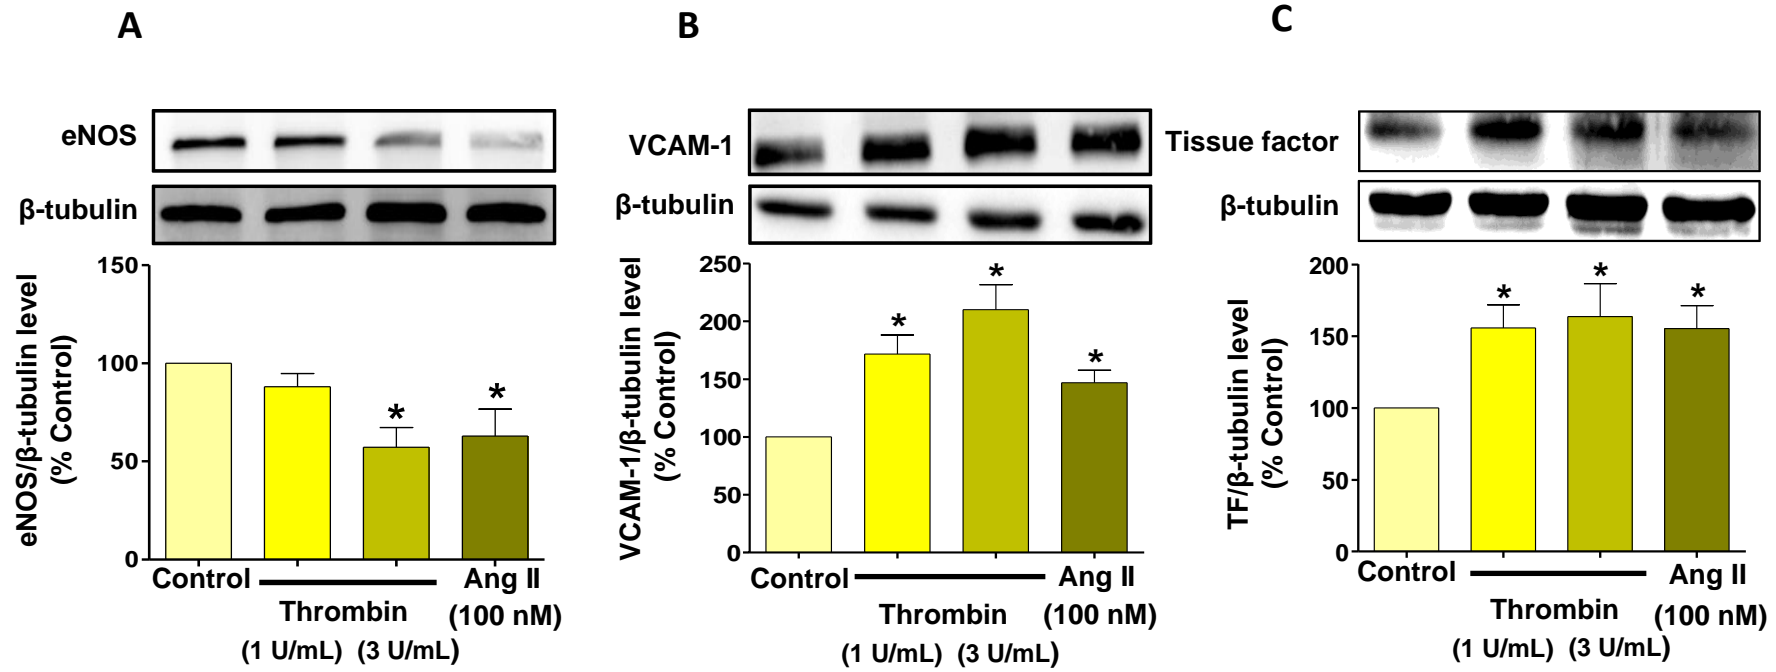 A
eNOS
β-tubulin
eNOS/β-tubulin level
(% Control)
150
100
50
0
*
*
Control
Ang II
Thrombin
(100 nM)
(1 U/mL) (3 U/mL)
B
VCAM-1
β-tubulin
VCAM-1/β-tubulin level
(% Control)
250
200
150
100
50
0
*
*
*
Control
Ang II
Thrombin
(100 nM)
(1 U/mL) (3 U/mL)
C
Tissue factor
β-tubulin
TF/β-tubulin level
(% Control)
200
150
100
50
0
*
*
*
Control
Ang II
Thrombin
(100 nM)
(1 U/mL) (3 U/mL)